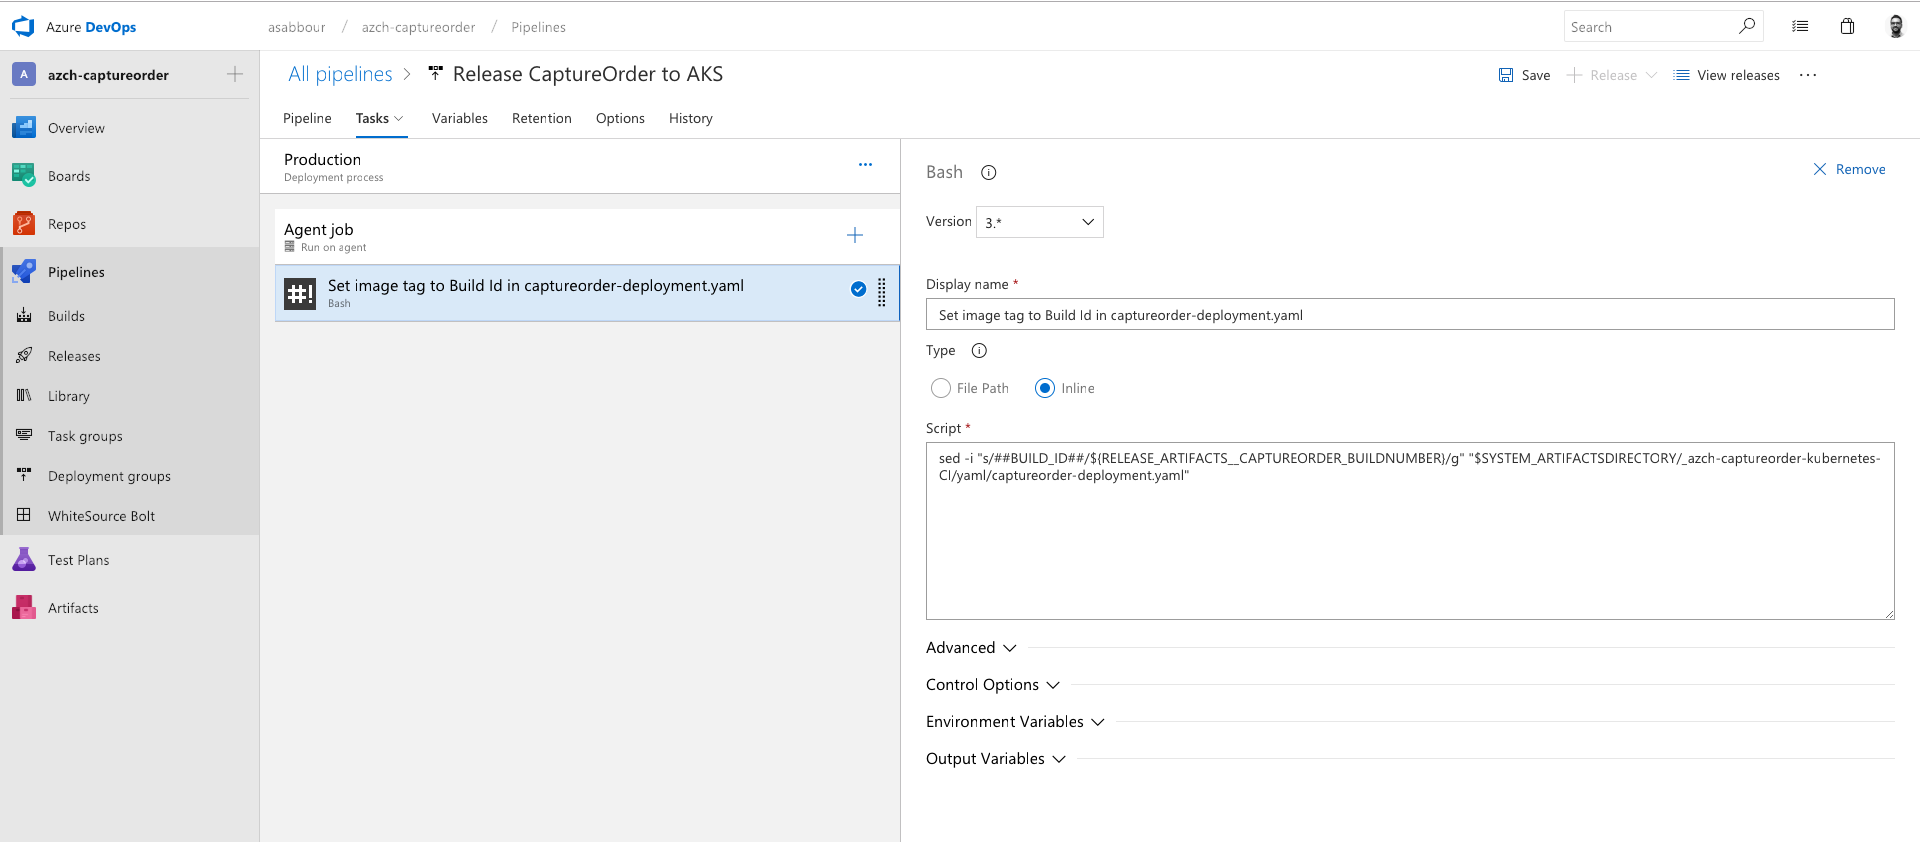 Azure DevOps
asabbour / azch-captureorder / Pipelines
Search
A azch-captureorder
Overview
Boards
Repos
Pipelines
Builds
Releases
Library
Task groups
Deployment groups
WhiteSource Bolt
Test Plans
Artifacts
All pipelines > Release CaptureOrder to AKS
Save
Release
View releases
Pipeline Tasks Variables Retention Options History
Production
Deployment process
Agent job
Run on agent
#! Set image tag to Build Id in captureorder-deployment.yaml
Bash
Bash
Remove
Version 3.*
Display name *
Set image tag to Build Id in captureorder-deployment.yaml
Type
File Path Inline
Script *
sed -i "s/##BUILD_ID##/${RELEASE_ARTIFACTS__CAPTUREORDER_BUILDNUMBER}/g" "$SYSTEM_ARTIFACTSDIRECTORY/_azch-captureorder-kubernetes-
CI/yaml/captureorder-deployment.yaml"
Advanced
Control Options
Environment Variables
Output Variables